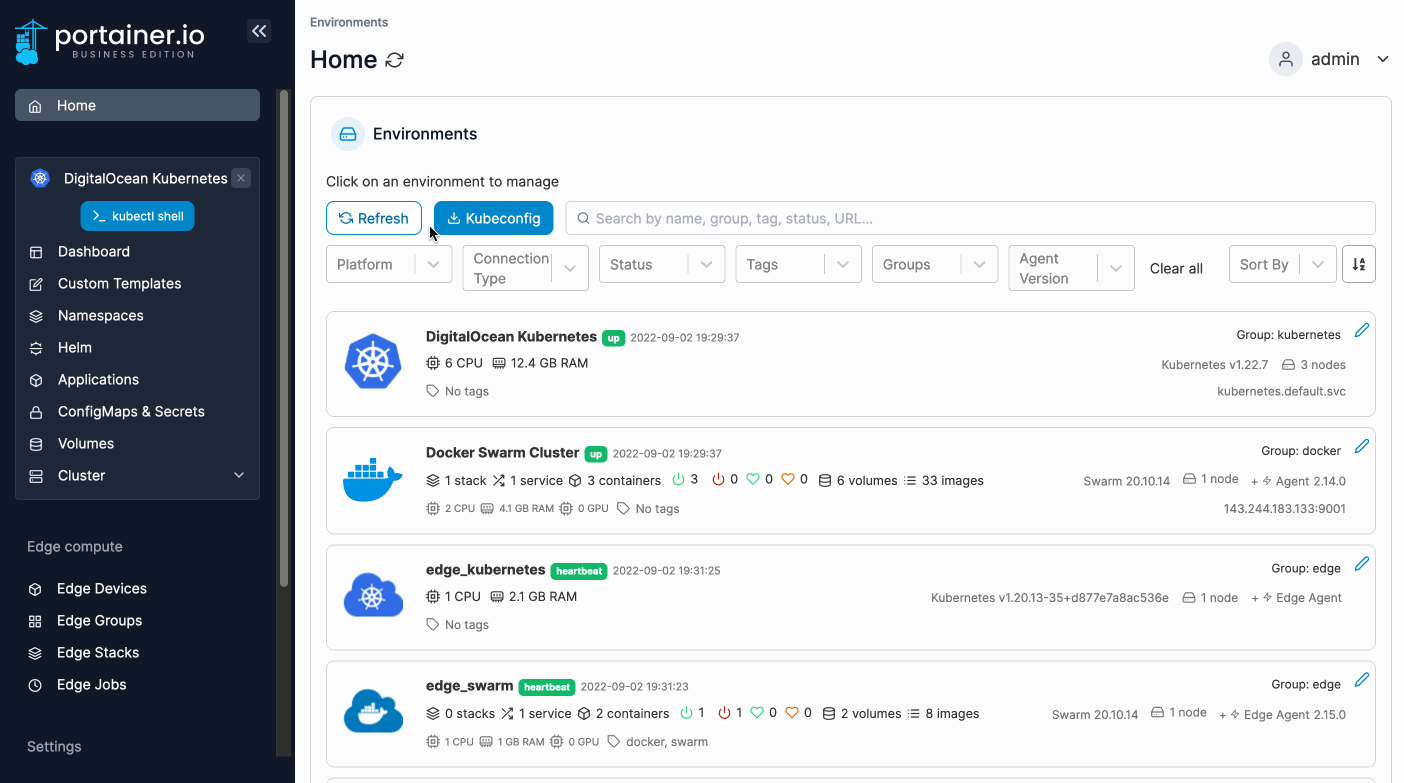 portainer.io
BUSINESS EDITION
Home
DigitalOcean Kubernetes
kubectl shell
Dashboard
Custom Templates
Namespaces
Helm
Applications
ConfigMaps & Secrets
Volumes
Cluster
Edge compute
Edge Devices
Edge Groups
Edge Stacks
Edge Jobs
Settings
Environments
Home
admin
Environments
Click on an environment to manage
Refresh Kubeconfig Search by name, group, tag, status, URL...
Platform Connection Type Status Tags Groups Agent Version Clear all Sort By
DigitalOcean Kubernetes up 2022-09-02 19:29:37 Group: kubernetes
6 CPU 12.4 GB RAM Kubernetes v1.22.7 3 nodes
No tags kubernetes.default.svc
Docker Swarm Cluster up 2022-09-02 19:29:37 Group: docker
1 stack 1 service 3 containers 3 0 0 0 6 volumes 33 images Swarm 20.10.14 1 node + Agent 2.14.0
2 CPU 4.1 GB RAM 0 GPU No tags 143.244.183.133:9001
edge_kubernetes heartbeat 2022-09-02 19:31:25 Group: edge
1 CPU 2.1 GB RAM Kubernetes v1.20.13-35+d877e7a8ac536e 1 node + Edge Agent
No tags
edge_swarm heartbeat 2022-09-02 19:31:23 Group: edge
0 stacks 1 service 2 containers 1 1 0 0 2 volumes 8 images Swarm 20.10.14 1 node + Edge Agent 2.15.0
1 CPU 1 GB RAM 0 GPU docker, swarm